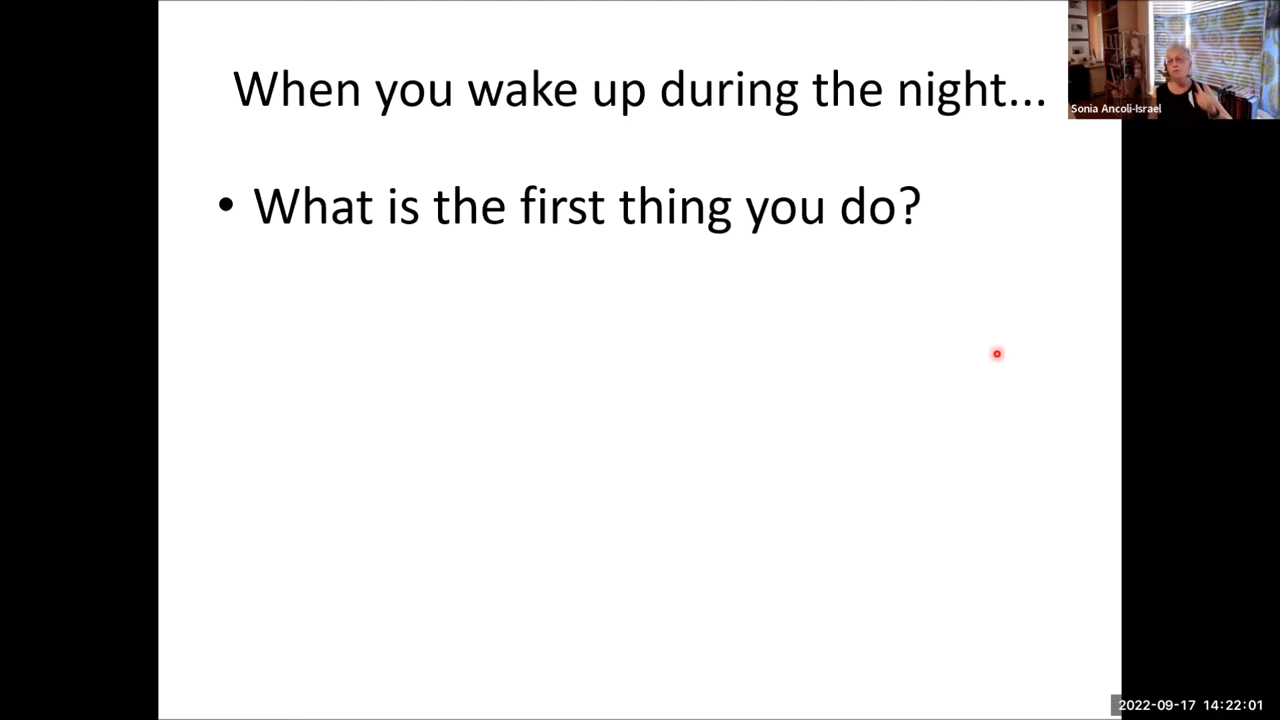 When you wake up during the night...
Sonia Ancoli-Israel
• What is the first thing you do?
2022-09-17 14:22:01